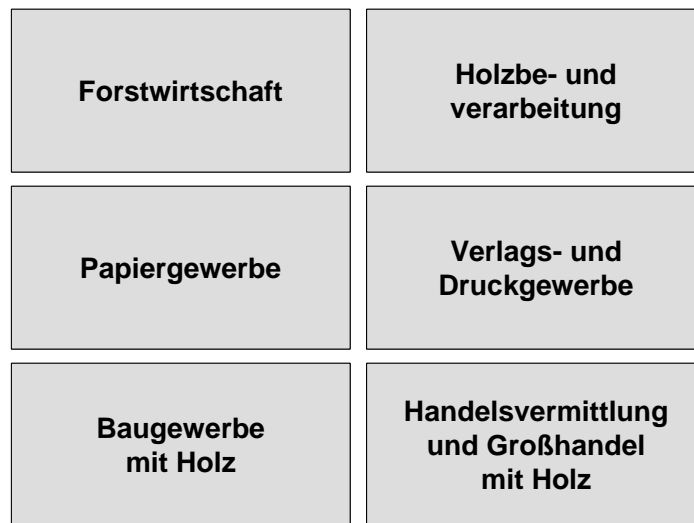 Forstwirtschaft
Holzbe- und
verarbeitung
Papiergewerbe
Verlags- und
Druckgewerbe
Baugewerbe
mit Holz
Handelsvermittlung
und Großhandel
mit Holz